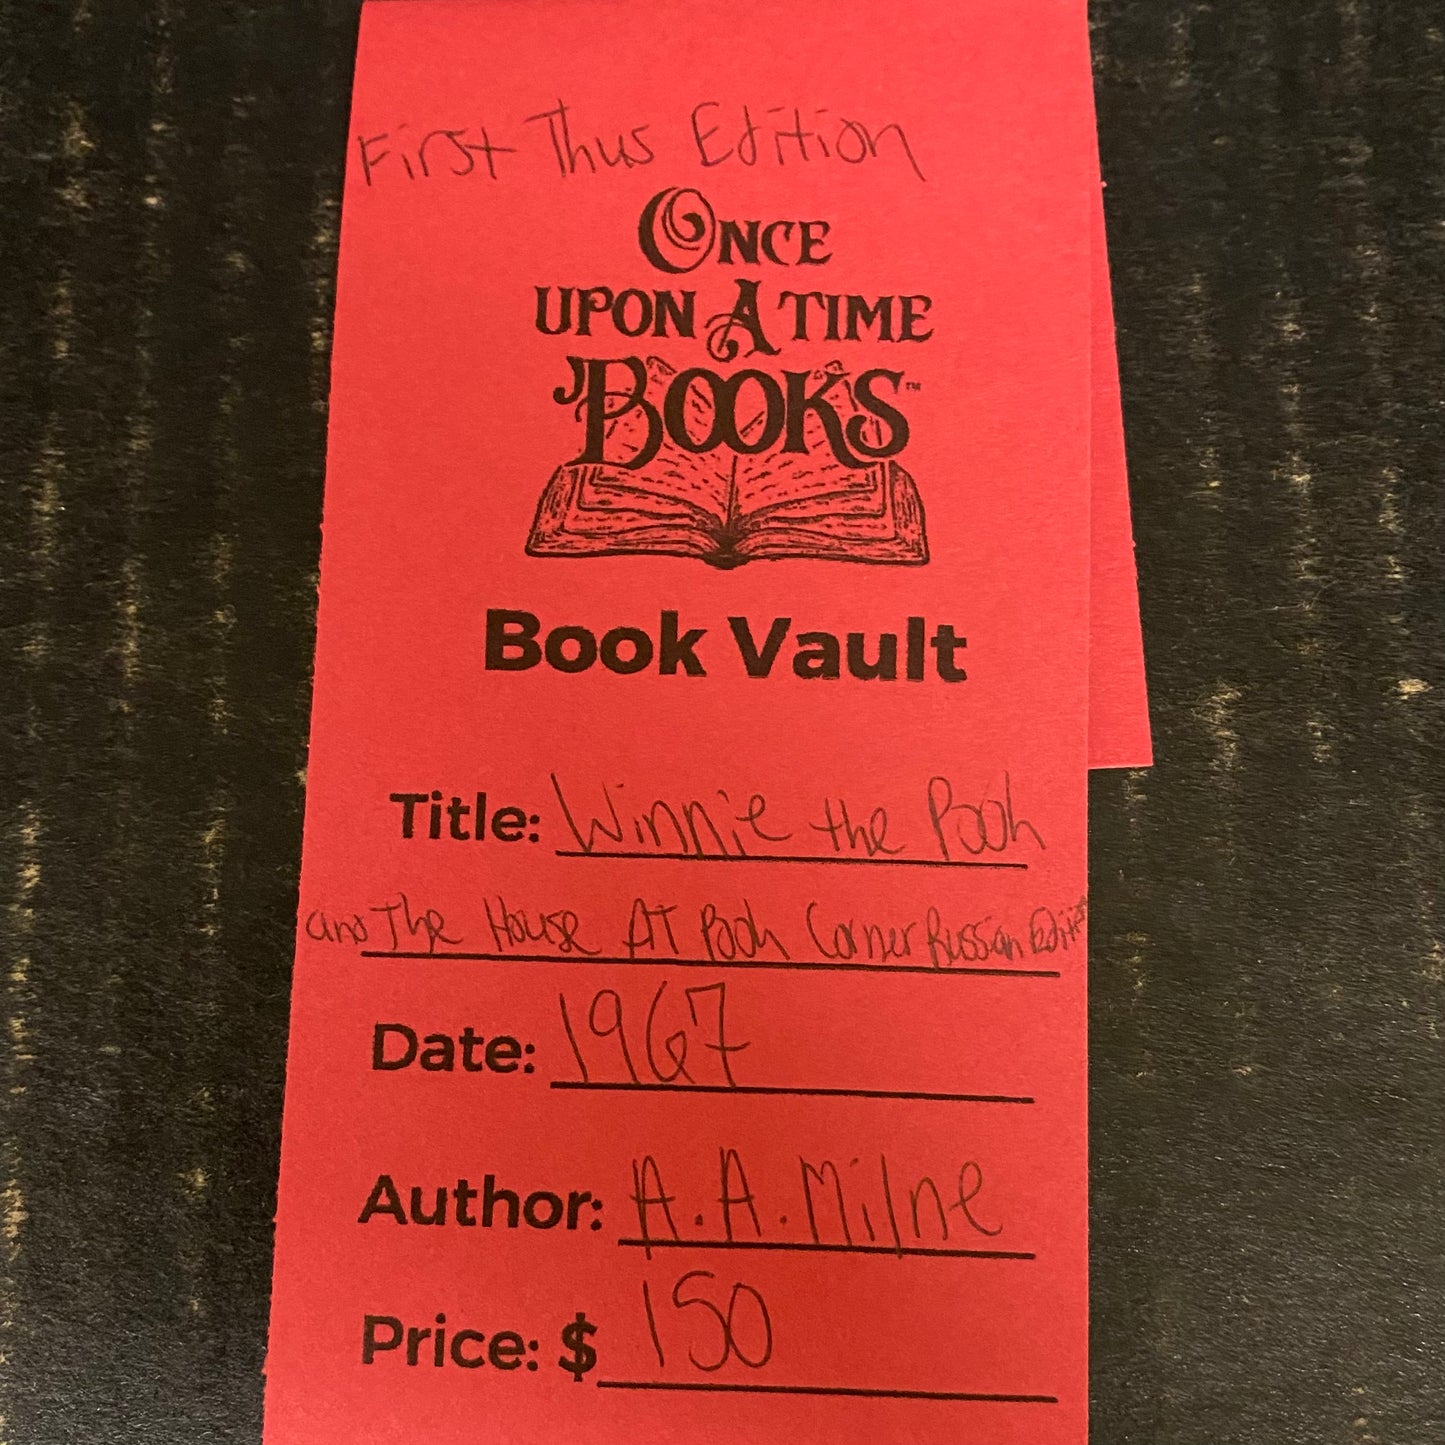 First Thus Edition
ONCE
UPON A TIME
BOOKS™
Book Vault
Title: Winnie the Pooh
and The House At Pooh Corner Russian Edition
Date: 1967
Author: A.A. Milne
Price: $ 150